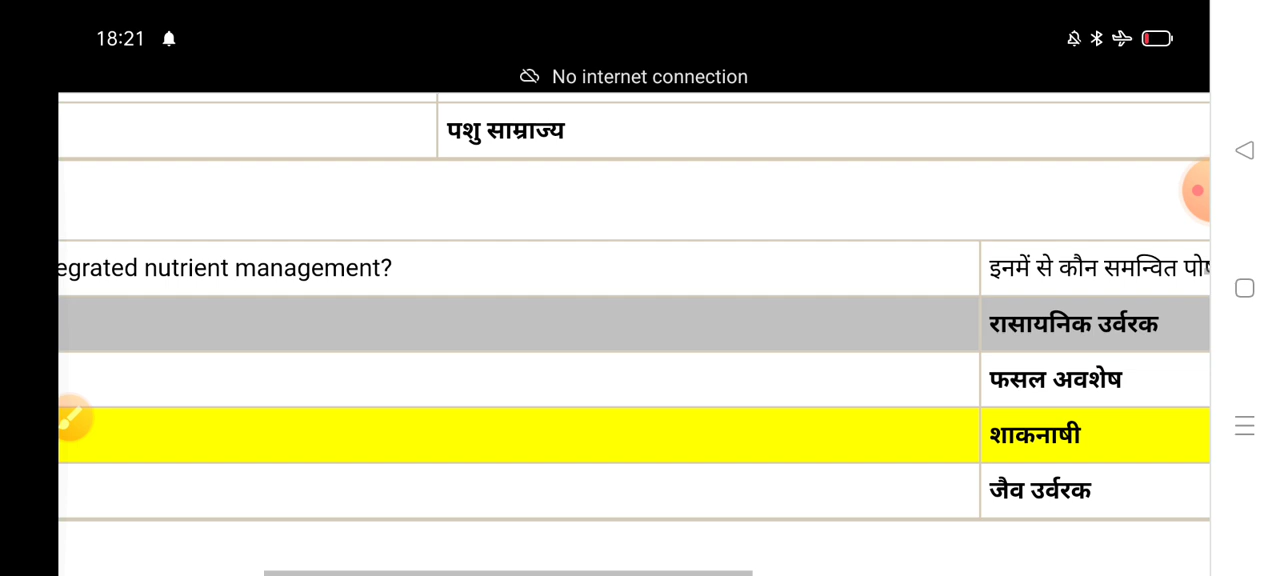 18:21
No internet connection
पशु साम्राज्य
egrated nutrient management?
इनमें से कौन समन्वित
रासायनिक उर्वरक
फसल अवशेष
शाकनाषी
जैव उर्वरक